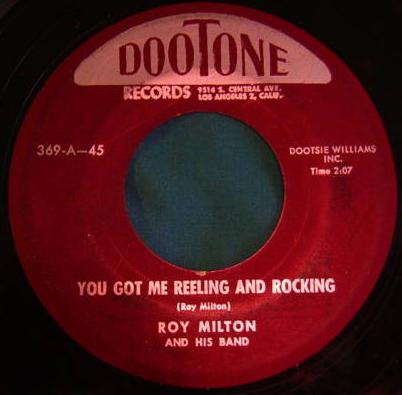 DOOTONE
RECORDS 9514 S. CENTRAL AVE.
LOS ANGELES 2, CALIF.
369-A-45
DOOTSIE WILLIAMS
INC.
Time 2:07
YOU GOT ME REELING AND ROCKING
(Roy Milton)
ROY MILTON
AND HIS BAND